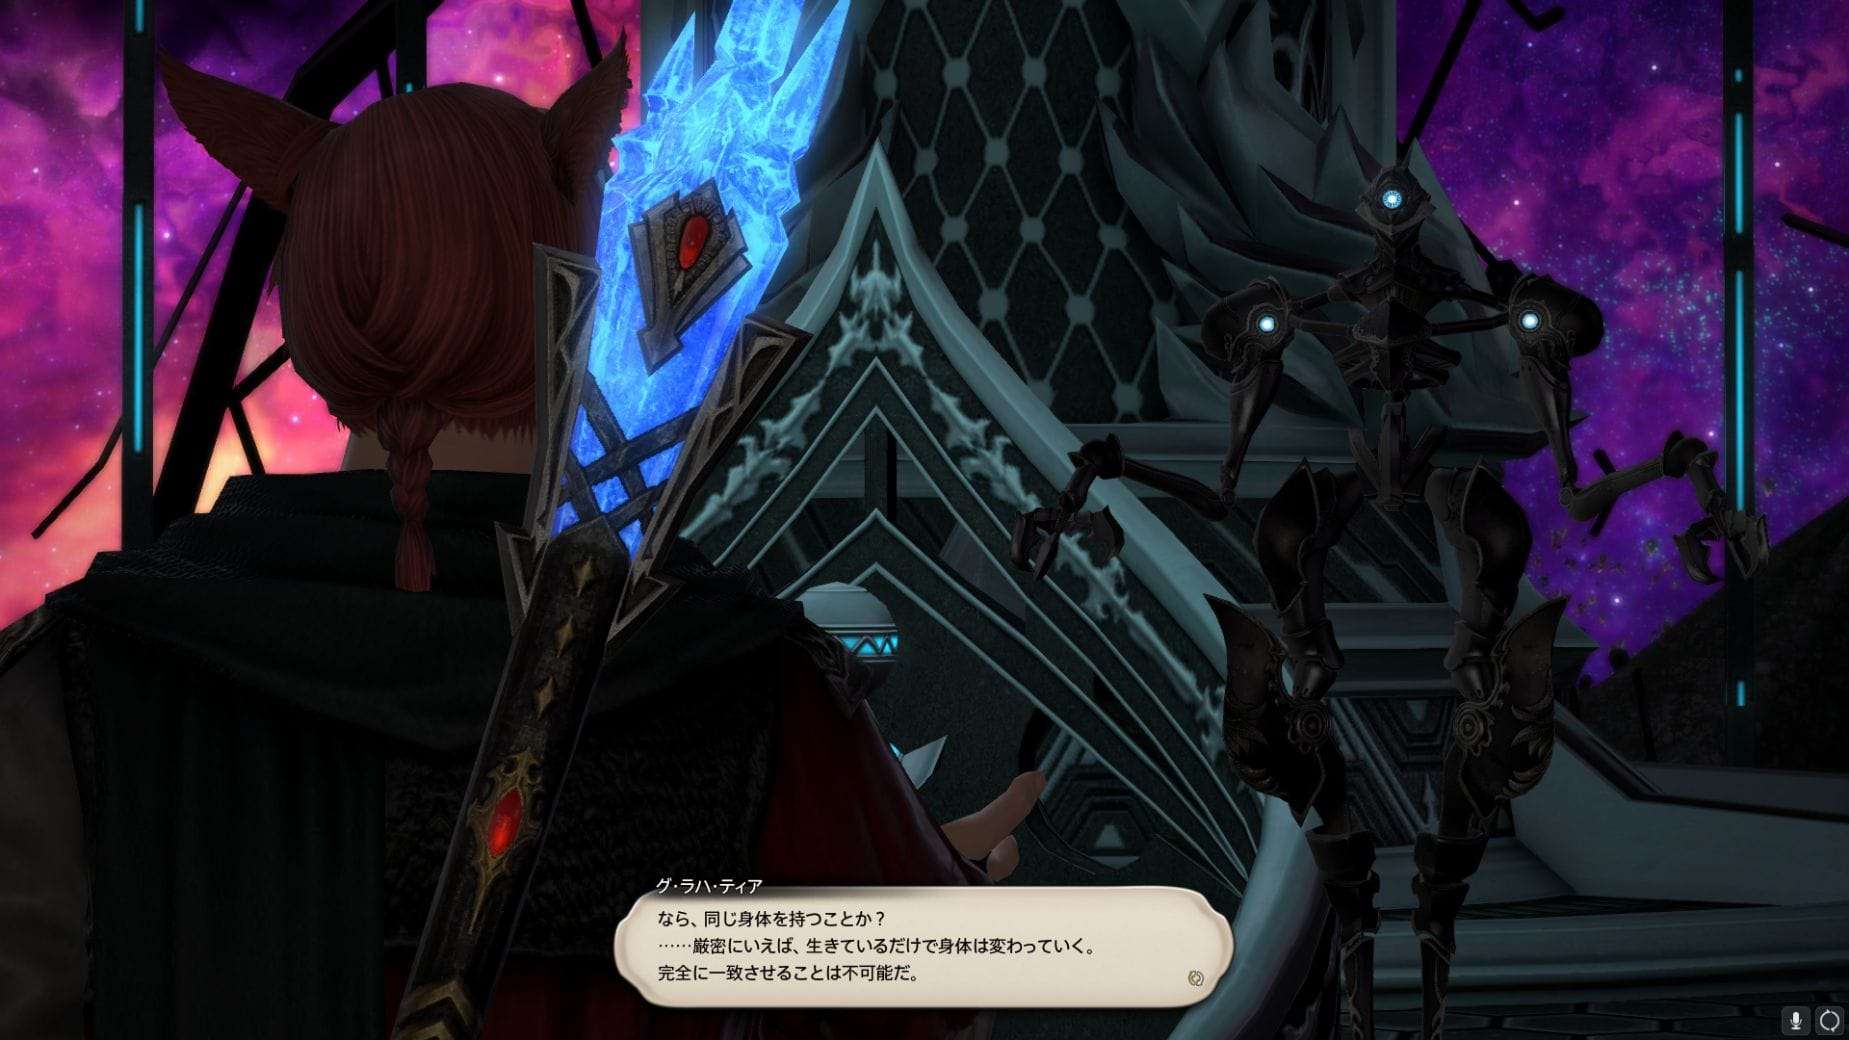 グ・ラハ・ティア
なら、同じ身体を持つことか？
……厳密にいえば、生きているだけで身体は変わっていく。
完全に一致させることは不可能だ。